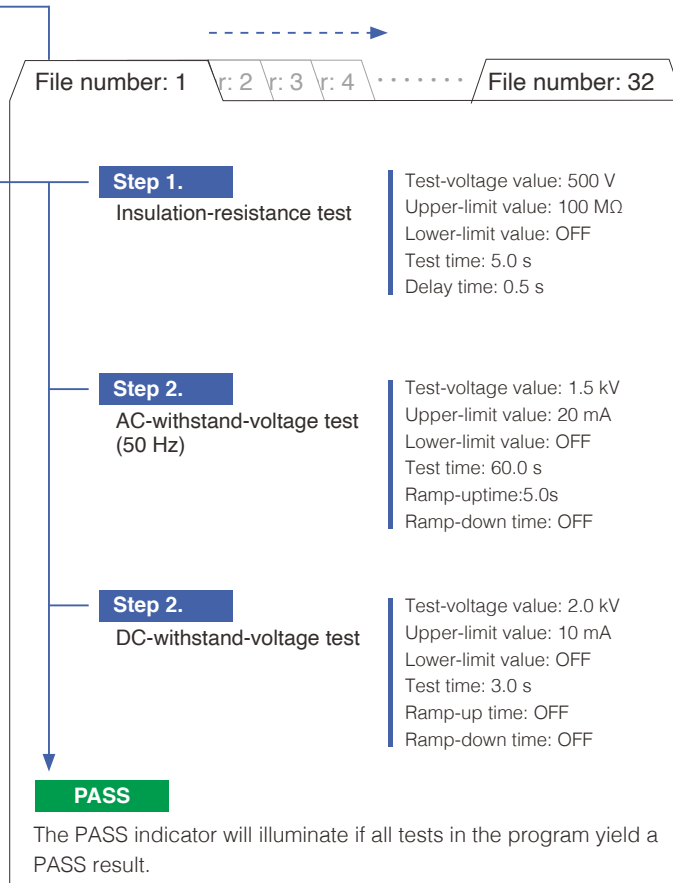 File number: 1 r: 2 r: 3 r: 4 ······· File number: 32
Step 1.
Insulation-resistance test
Test-voltage value: 500 V
Upper-limit value: 100 MΩ
Lower-limit value: OFF
Test time: 5.0 s
Delay time: 0.5 s
Step 2.
AC-withstand-voltage test
(50 Hz)
Test-voltage value: 1.5 kV
Upper-limit value: 20 mA
Lower-limit value: OFF
Test time: 60.0 s
Ramp-uptime:5.0s
Ramp-down time: OFF
Step 2.
DC-withstand-voltage test
Test-voltage value: 2.0 kV
Upper-limit value: 10 mA
Lower-limit value: OFF
Test time: 3.0 s
Ramp-up time: OFF
Ramp-down time: OFF
PASS
The PASS indicator will illuminate if all tests in the program yield a
PASS result.